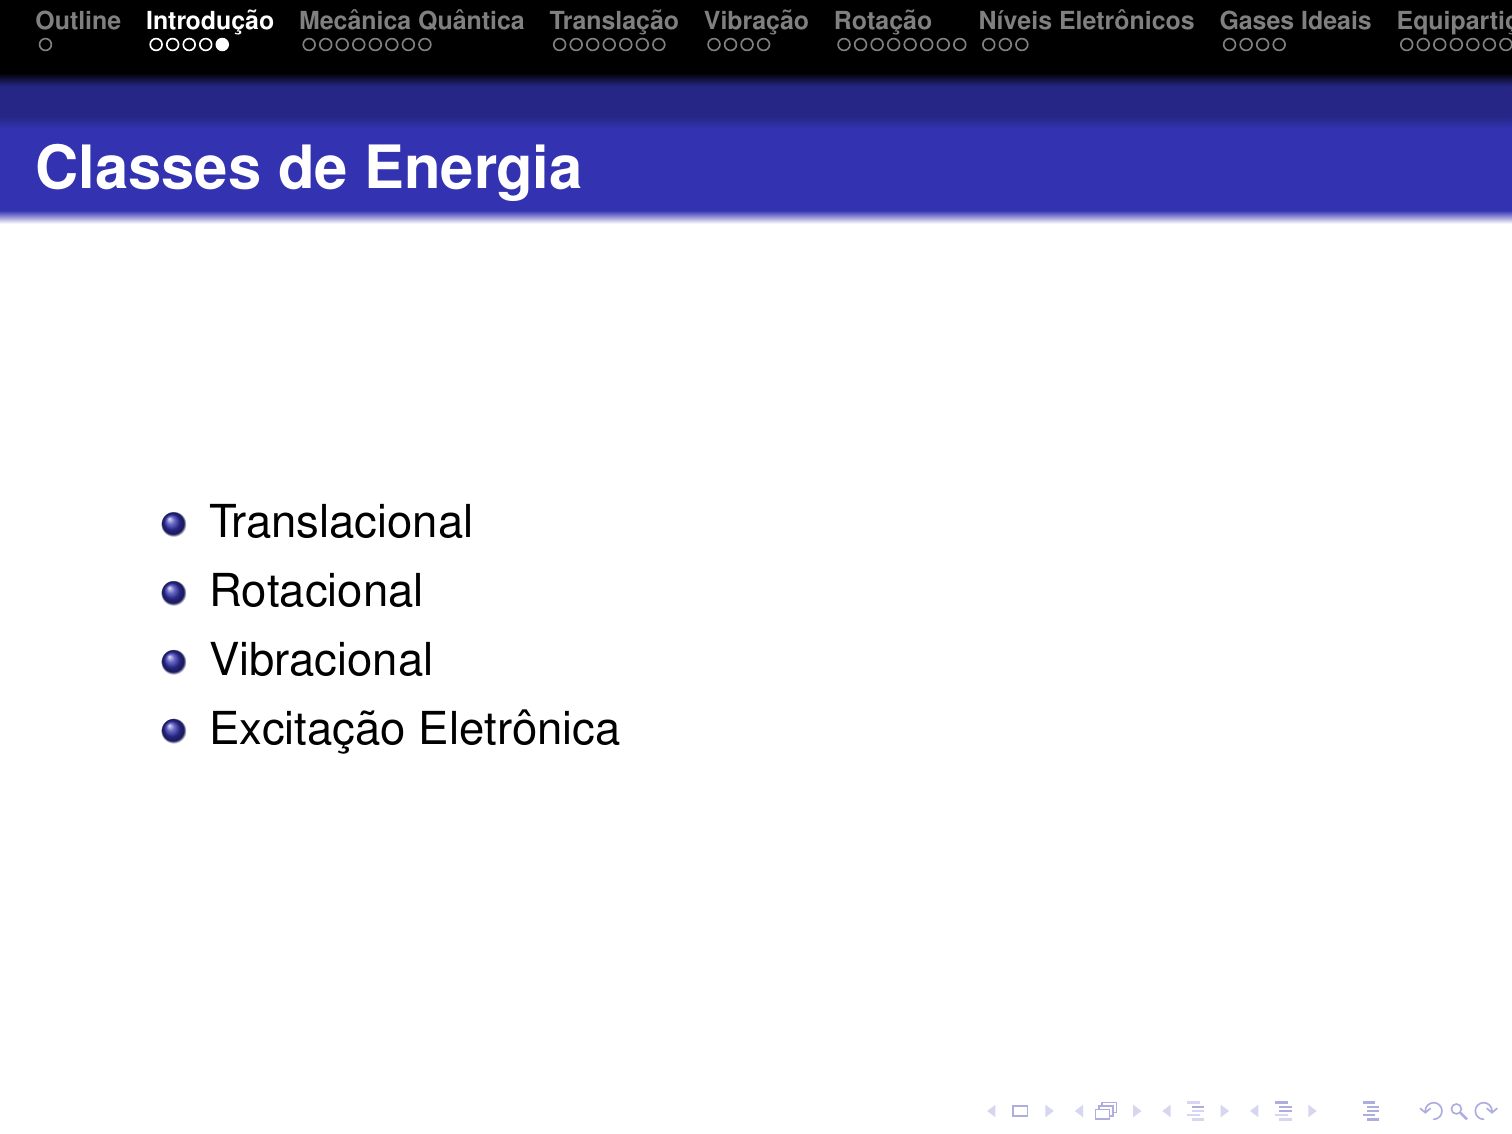 Outline Introdução Mecânica Quântica Translação Vibração Rotação Níveis Eletrônicos Gases Ideais
Classes de Energia
Translacional
Rotacional
Vibracional
Excitação Eletrônica